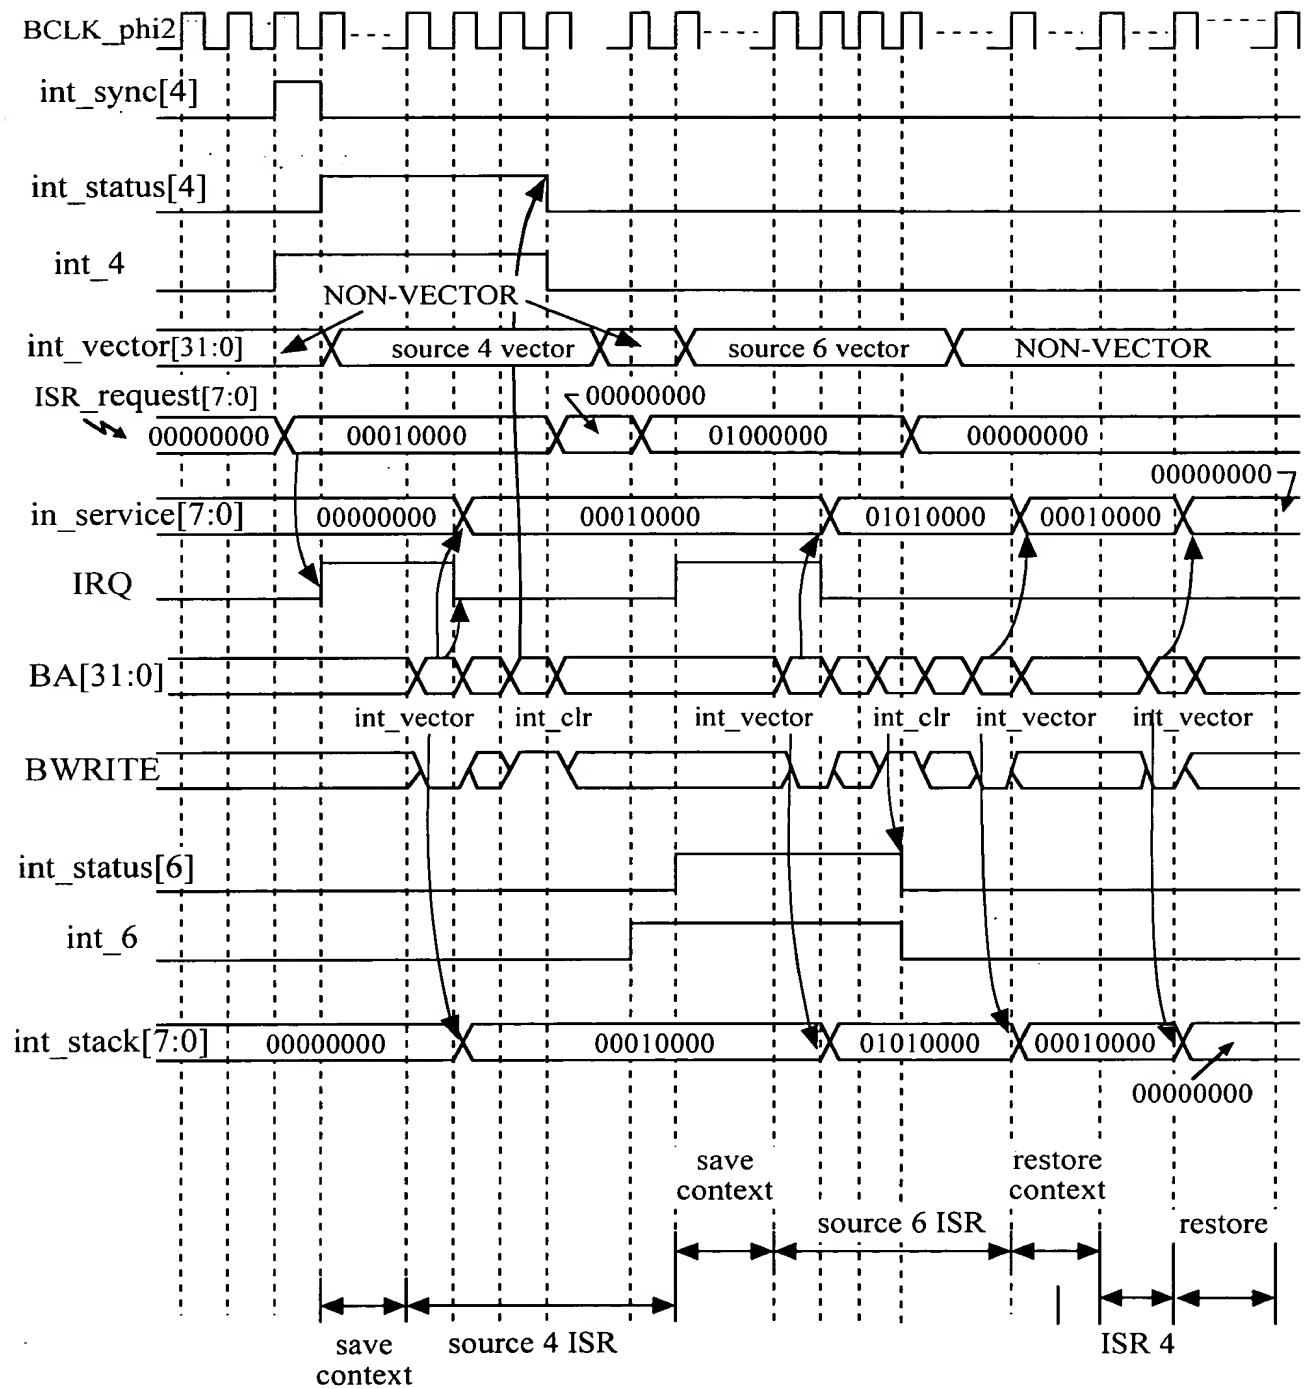 BCLK_phi2
int_sync[4]
int_status[4]
int_4
NON-VECTOR
int_vector[31:0]
source 4 vector
source 6 vector
NON-VECTOR
ISR_request[7:0]
00000000
00000000
00010000
01000000
00000000
00000000
in_service[7:0]
00000000
00010000
01010000
00010000
IRQ
BA[31:0]
int_vector
int_clr
int_vector
int_clr
int_vector
int_vector
BWRITE
int_status[6]
int_6
int_stack[7:0]
00000000
00010000
01010000
00010000
00000000
save
context
restore
context
source 6 ISR
restore
save
context
source 4 ISR
ISR 4